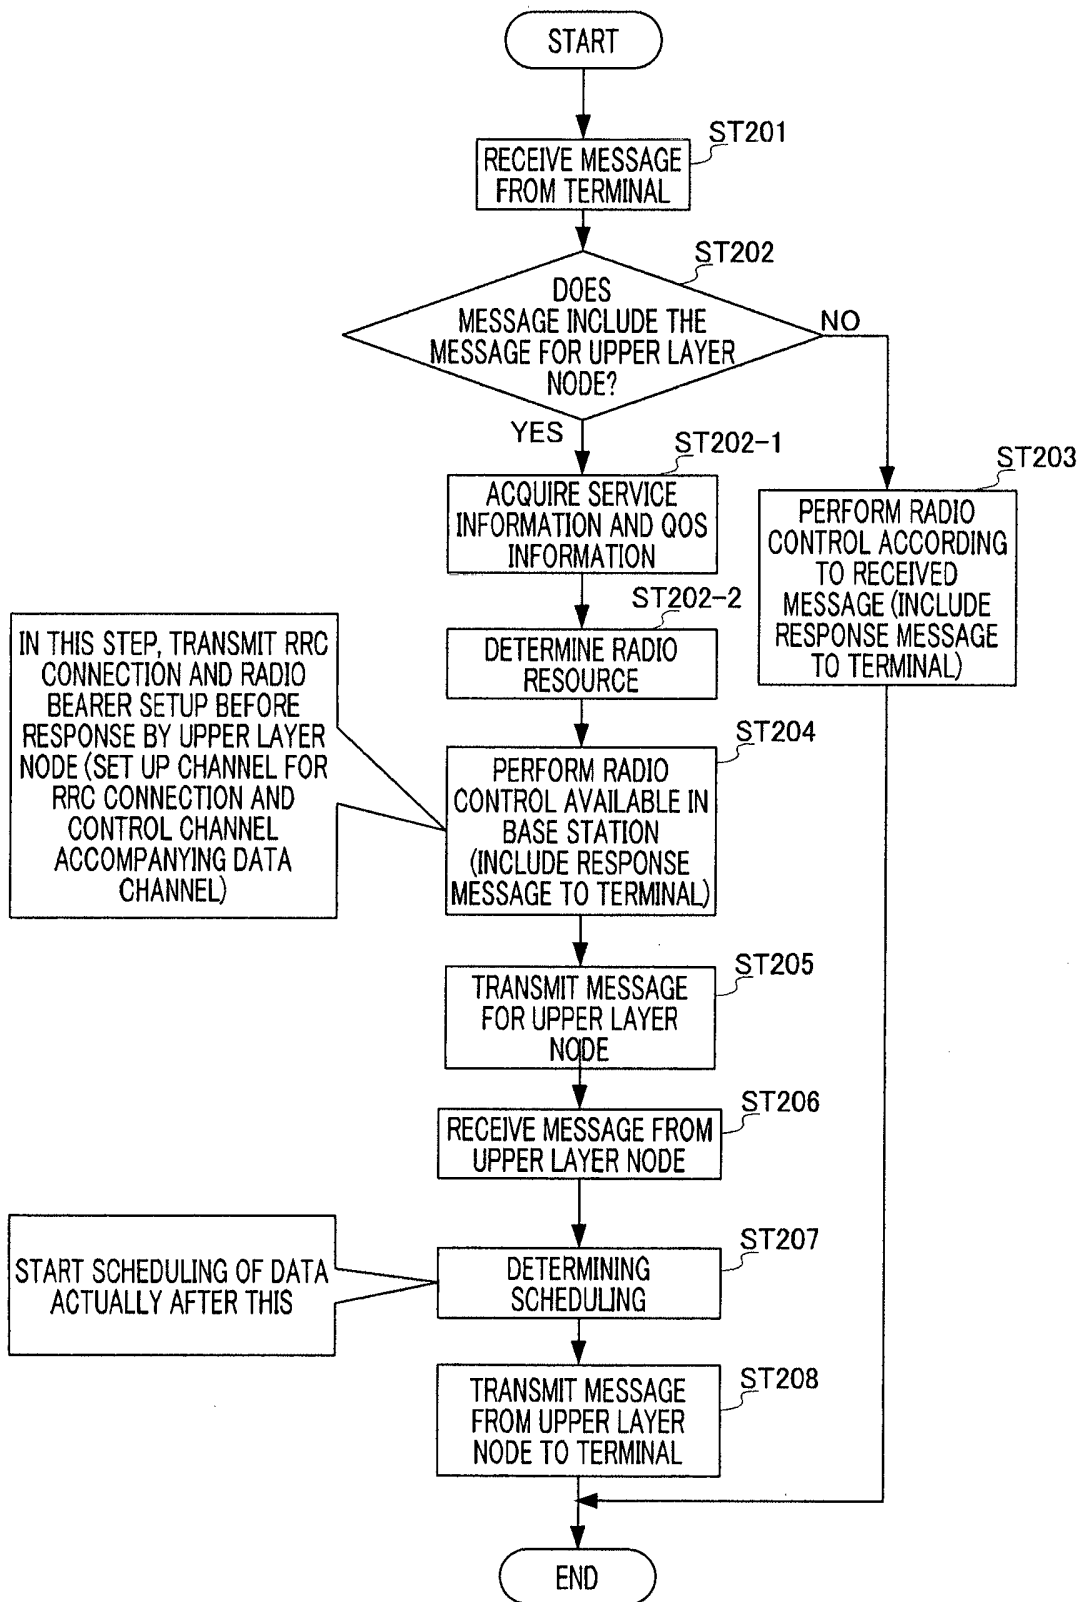 START
ST201
RECEIVE MESSAGE
FROM TERMINAL
ST202
DOES
MESSAGE INCLUDE THE
MESSAGE FOR UPPER LAYER
NODE?
NO
YES
ST202-1
ACQUIRE SERVICE
INFORMATION AND QOS
INFORMATION
ST203
PERFORM RADIO
CONTROL ACCORDING
TO RECEIVED
MESSAGE (INCLUDE
RESPONSE MESSAGE
TO TERMINAL)
ST202-2
DETERMINE RADIO
RESOURCE
IN THIS STEP, TRANSMIT RRC
CONNECTION AND RADIO
BEARER SETUP BEFORE
RESPONSE BY UPPER LAYER
NODE (SET UP CHANNEL FOR
RRC CONNECTION AND
CONTROL CHANNEL
ACCOMPANYING DATA
CHANNEL)
ST204
PERFORM RADIO
CONTROL AVAILABLE IN
BASE STATION
(INCLUDE RESPONSE
MESSAGE TO TERMINAL)
ST205
TRANSMIT MESSAGE
FOR UPPER LAYER
NODE
ST206
RECEIVE MESSAGE FROM
UPPER LAYER NODE
START SCHEDULING OF DATA
ACTUALLY AFTER THIS
ST207
DETERMINING
SCHEDULING
ST208
TRANSMIT MESSAGE
FROM UPPER LAYER
NODE TO TERMINAL
END